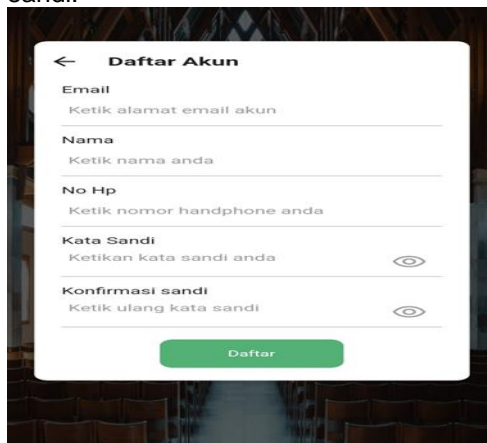 sandi.
Daftar Akun
Email
Ketik alamat email akun
Nama
Ketik nama anda
No Hp
Ketik nomor handphone anda
Kata Sandi
Ketikan kata sandi anda
Konfirmasi sandi
Ketik ulang kata sandi
Daftar